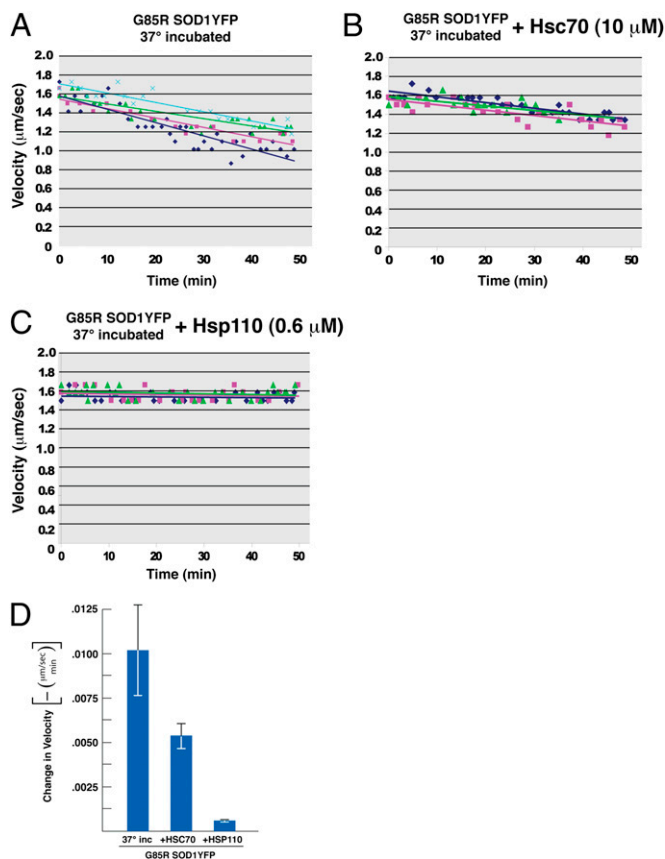 A
G85R SOD1YFP
37° incubated
2.0
1.8
1.6
1.4
1.2
1.0
0.8
0.6
0.4
0.2
0
Velocity (μm/sec)
0 10 20 30 40 50
Time (min)
B
G85R SOD1YFP
37° incubated + Hsc70 (10 μM)
2.0
1.8
1.6
1.4
1.2
1.0
0.8
0.6
0.4
0.2
0
Velocity (μm/sec)
0 10 20 30 40 50
Time (min)
C
G85R SOD1YFP
37° incubated + Hsp110 (0.6 μM)
2.0
1.8
1.6
1.4
1.2
1.0
0.8
0.6
0.4
0.2
0
Velocity (μm/sec)
0 10 20 30 40 50
Time (min)
D
.0125
.0100
.0075
.0050
.0025
Change in Velocity [−(μm/sec / min)]
37° inc +HSC70 +HSP110
G85R SOD1YFP